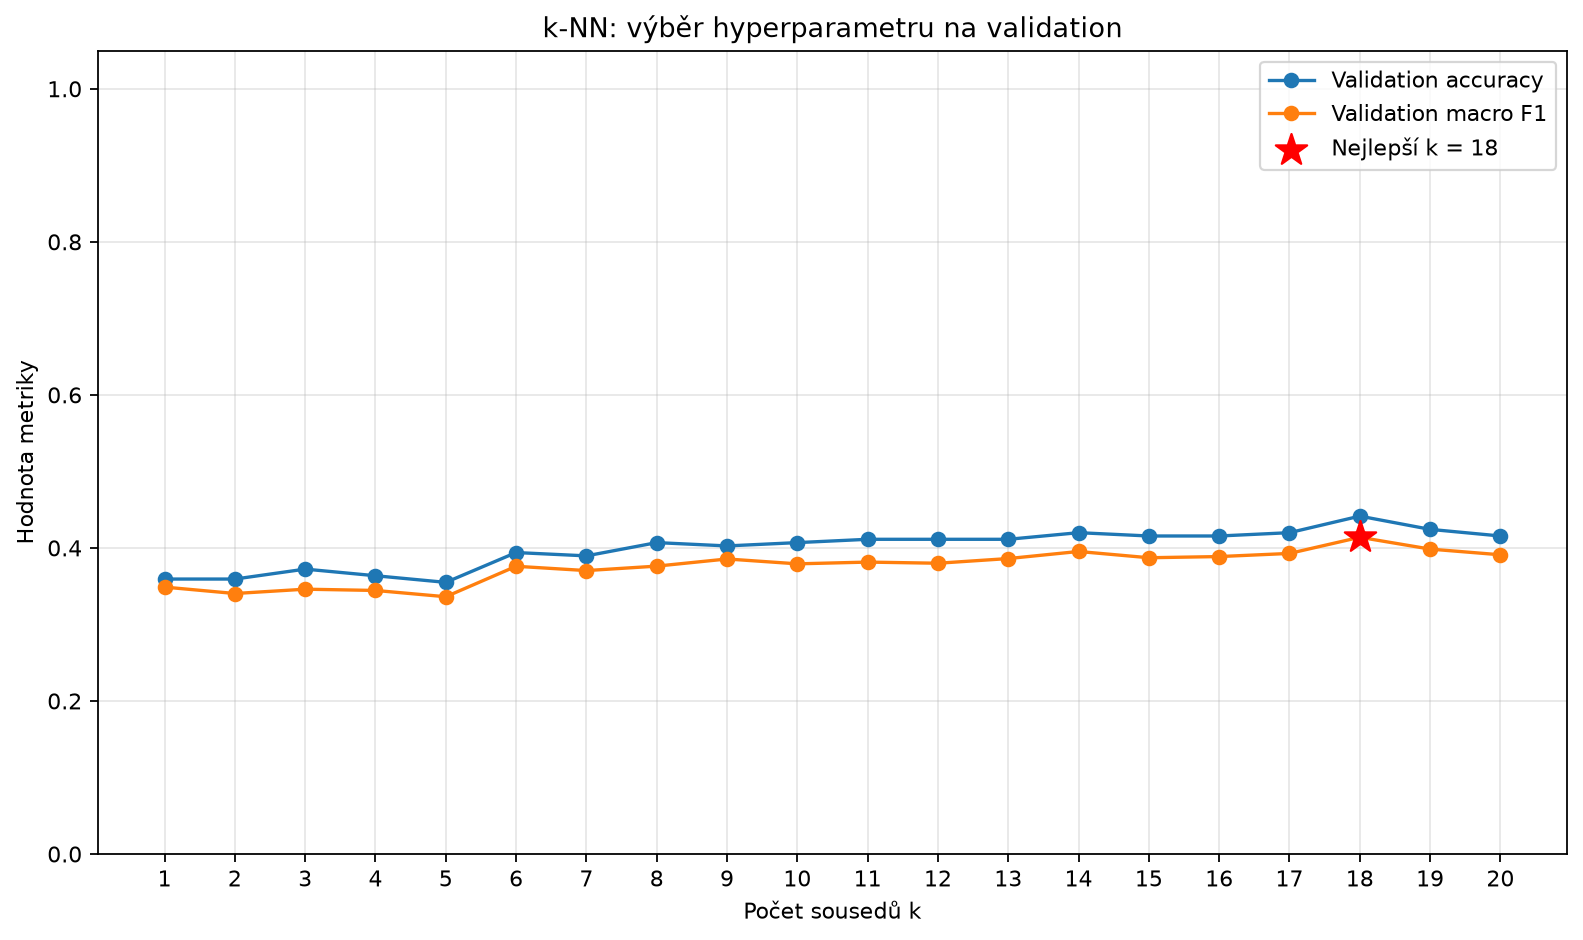 k-NN: výběr hyperparametru na validation
Validation accuracy
Validation macro F1
Nejlepší k = 18
Hodnota metriky
1.0
0.8
0.6
0.4
0.2
0.0
1 2 3 4 5 6 7 8 9 10 11 12 13 14 15 16 17 18 19 20
Počet sousedů k